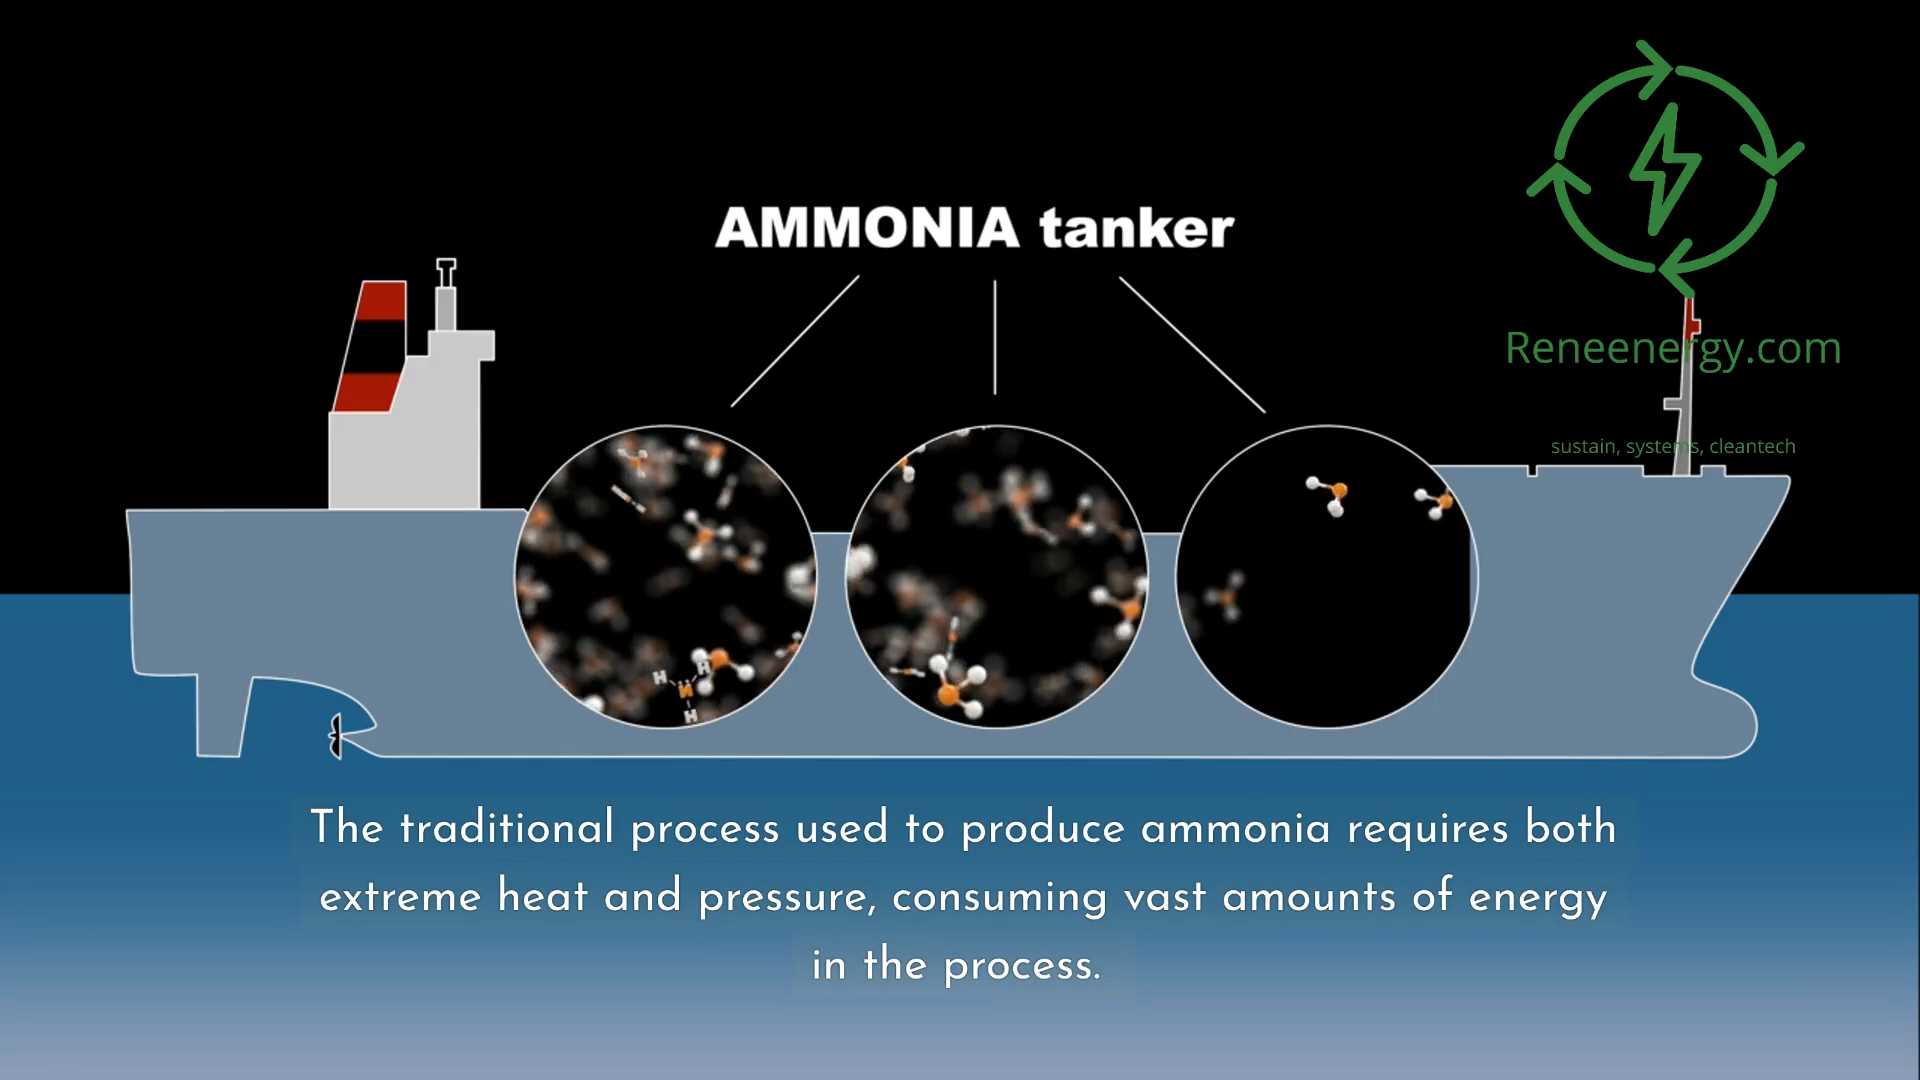 AMMONIA tanker
Reneenergy.com
sustain, systems, cleantech
H
H
N
H
The traditional process used to produce ammonia requires both
extreme heat and pressure, consuming vast amounts of energy
in the process.